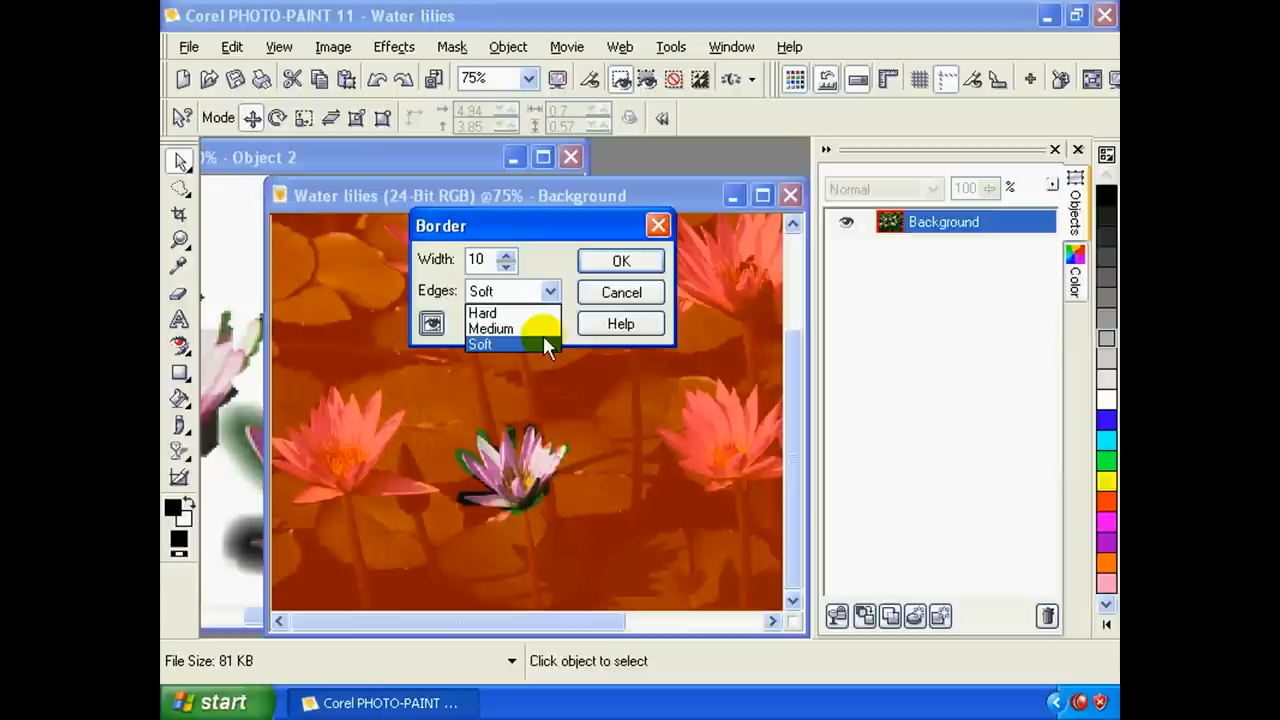 Corel PHOTO-PAINT 11 - Water lilies
File Edit View Image Effects Mask Object Movie Web Tools Window Help
75%
Mode 4.94 3.85 0.7 0.57
0% - Object 2
Water lilies (24-Bit RGB) @75% - Background
Border
Width: 10 OK
Edges: Soft Cancel
Hard
Medium Help
Soft
Normal 100 %
Background
Objects
Color
File Size: 81 KB Click object to select
start Corel PHOTO-PAINT ...